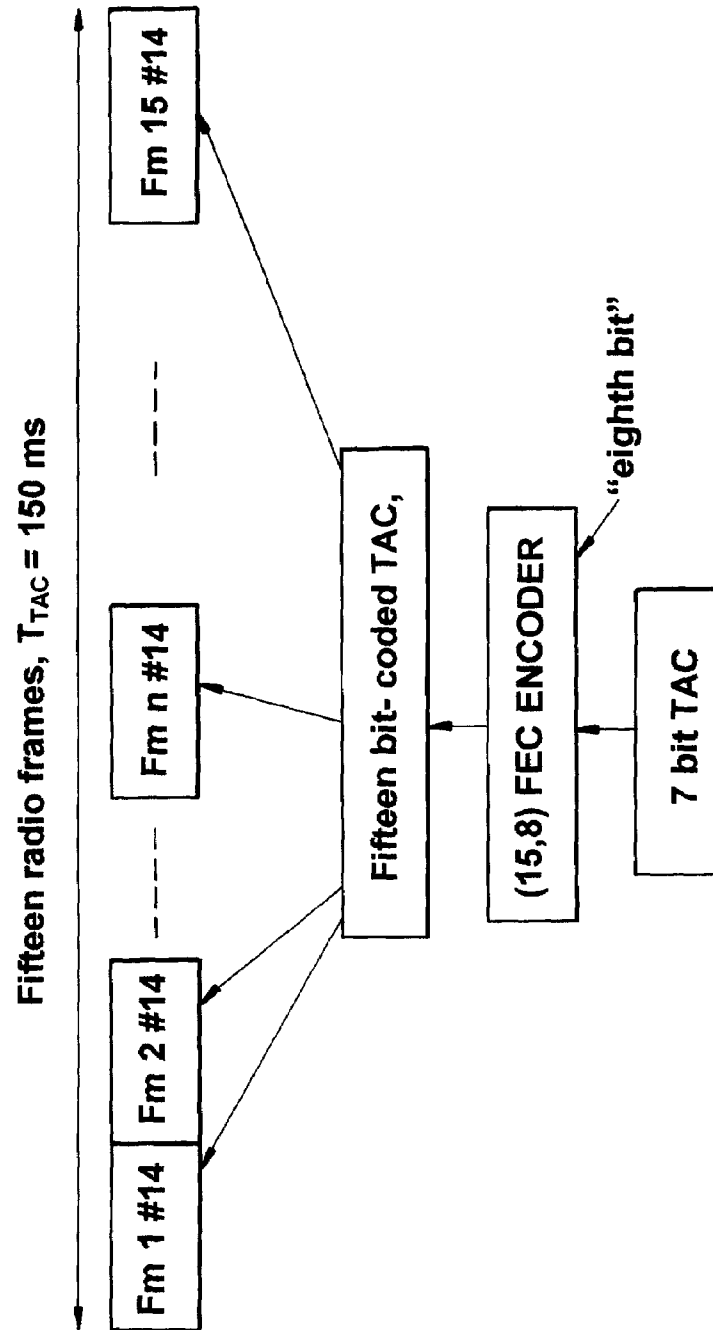 Fifteen radio frames, TTAC = 150 ms
Fm 1 #14
Fm 2 #14
Fm n #14
Fm 15 #14
Fifteen bit- coded TAC,
(15,8) FEC ENCODER
“eighth bit”
7 bit TAC